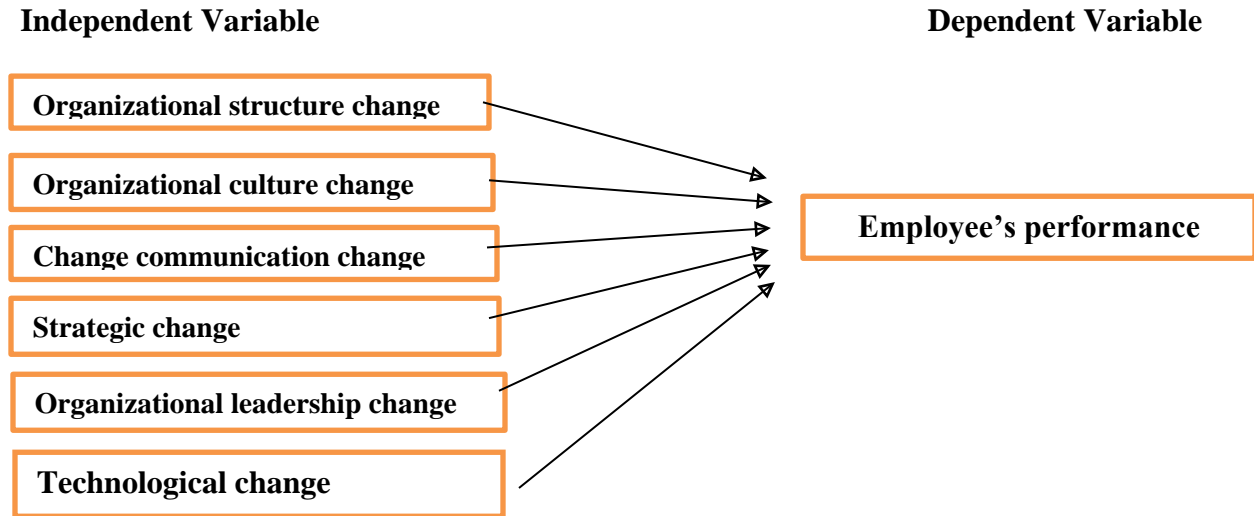 Independent Variable
Dependent Variable
Organizational structure change
Organizational culture change
Change communication change
Strategic change
Organizational leadership change
Technological change
Employee’s performance